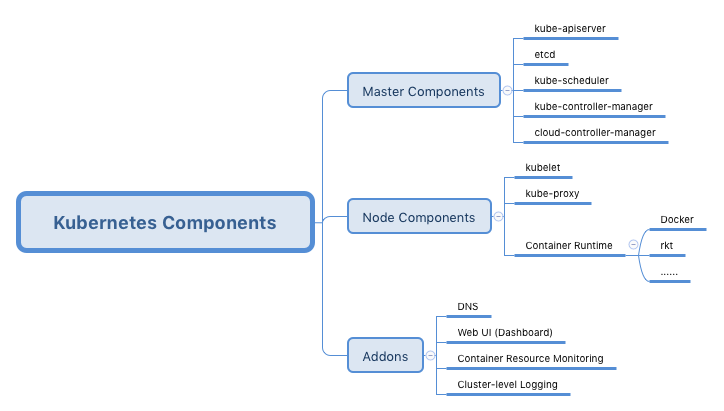 Kubernetes Components
Master Components
kube-apiserver
etcd
kube-scheduler
kube-controller-manager
cloud-controller-manager
Node Components
kubelet
kube-proxy
Container Runtime
Docker
rkt
......
Addons
DNS
Web UI (Dashboard)
Container Resource Monitoring
Cluster-level Logging